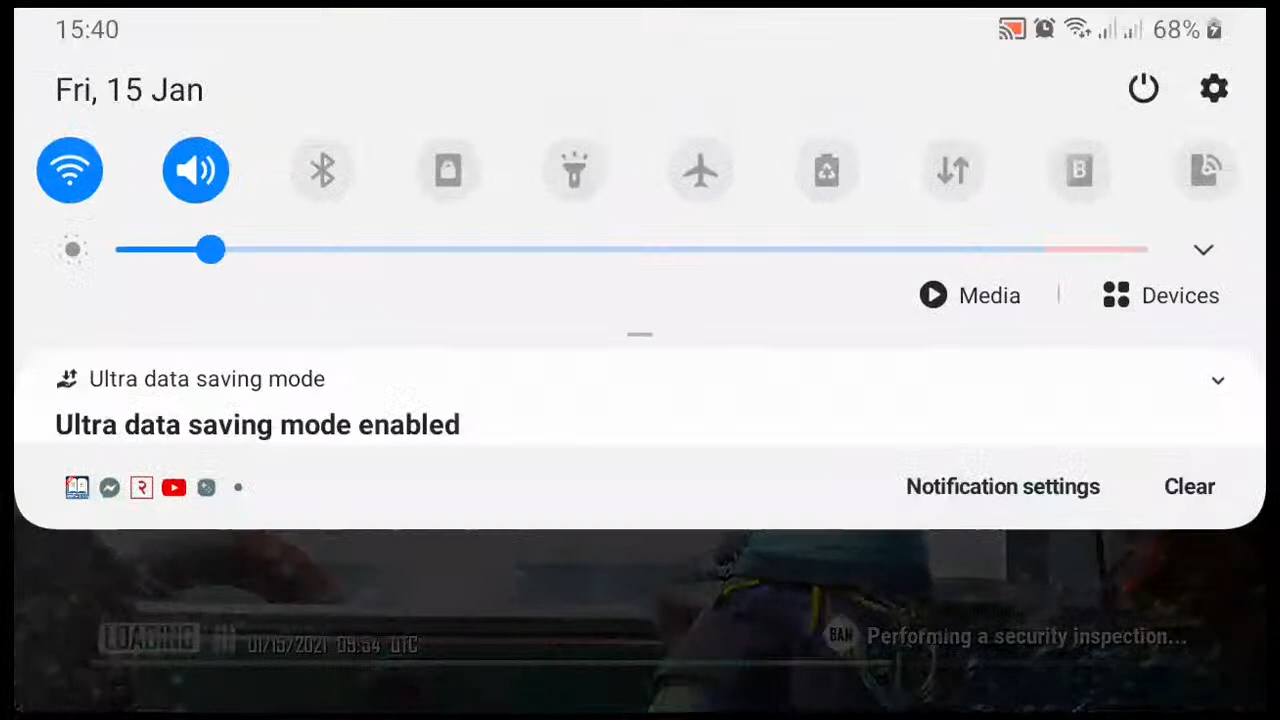 15:40
68%
Fri, 15 Jan
B
Media
Devices
Ultra data saving mode
Ultra data saving mode enabled
Notification settings
Clear
LOADING
01/15/2021 09:54 UTC
BAN
Performing a security inspection...